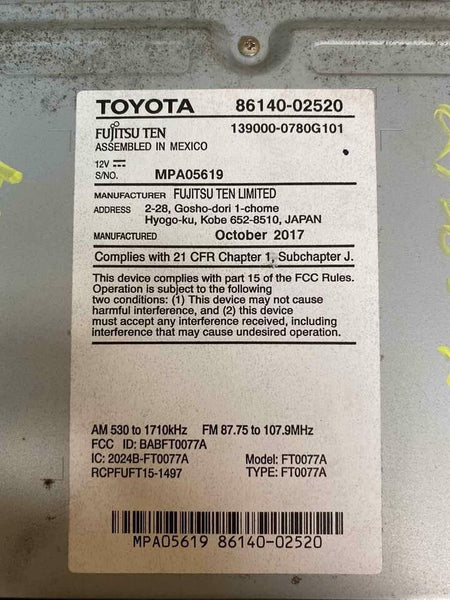 TOYOTA 86140-02520
FUJITSU TEN 139000-0780G101
ASSEMBLED IN MEXICO
12V
S/NO. MPA05619
MANUFACTURER FUJITSU TEN LIMITED
ADDRESS 2-28, Gosho-dori 1-chome
Hyogo-ku, Kobe 652-8510, JAPAN
MANUFACTURED October 2017
Complies with 21 CFR Chapter 1, Subchapter J.
This device complies with part 15 of the FCC Rules.
Operation is subject to the following
two conditions: (1) This device may not cause
harmful interference, and (2) this device
must accept any interference received, including
interference that may cause undesired operation.
AM 530 to 1710kHz FM 87.75 to 107.9MHz
FCC ID: BABFT0077A
IC: 2024B-FT0077A Model: FT0077A
RCPFUFT15-1497 TYPE: FT0077A
MPA05619 86140-02520